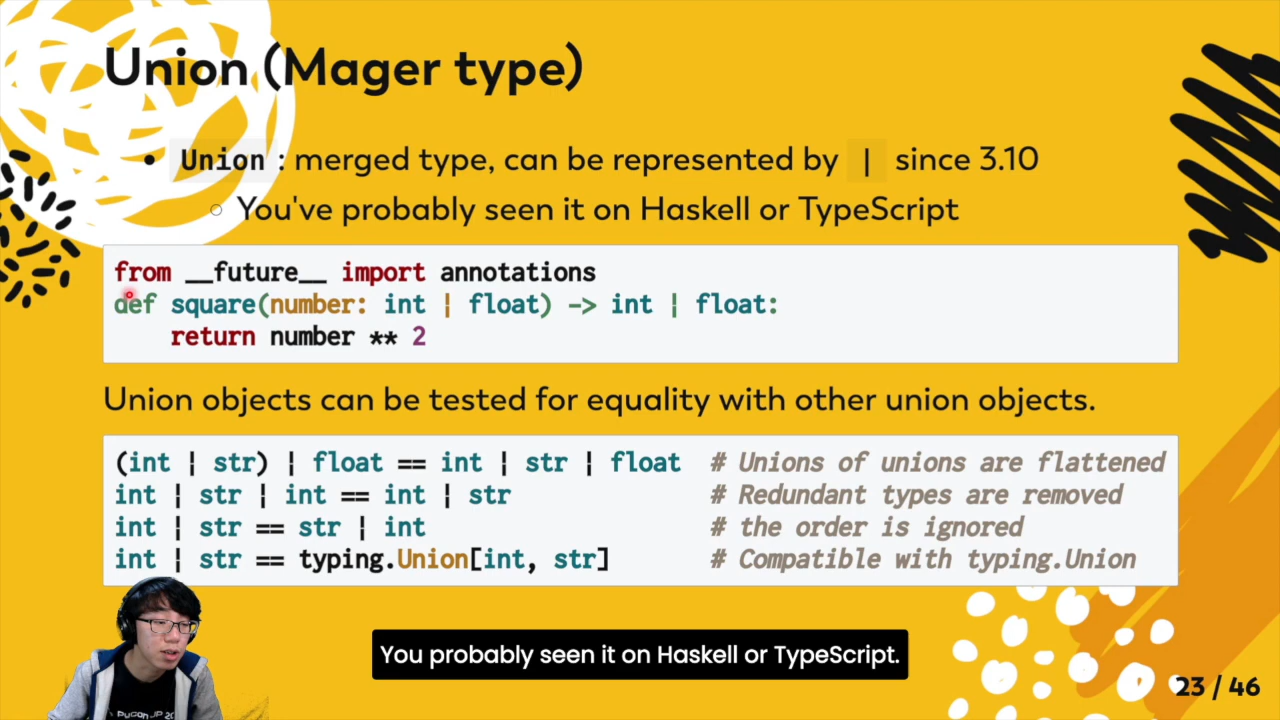 Union (Mager type)
• Union : merged type, can be represented by | since 3.10
○ You've probably seen it on Haskell or TypeScript
from __future__ import annotations
def square(number: int | float) -> int | float:
    return number ** 2
Union objects can be tested for equality with other union objects.
(int | str) | float == int | str | float  # Unions of unions are flattened
int | str | int == int | str              # Redundant types are removed
int | str == str | int                    # the order is ignored
int | str == typing.Union[int, str]       # Compatible with typing.Union
You probably seen it on Haskell or TypeScript.
23 / 46